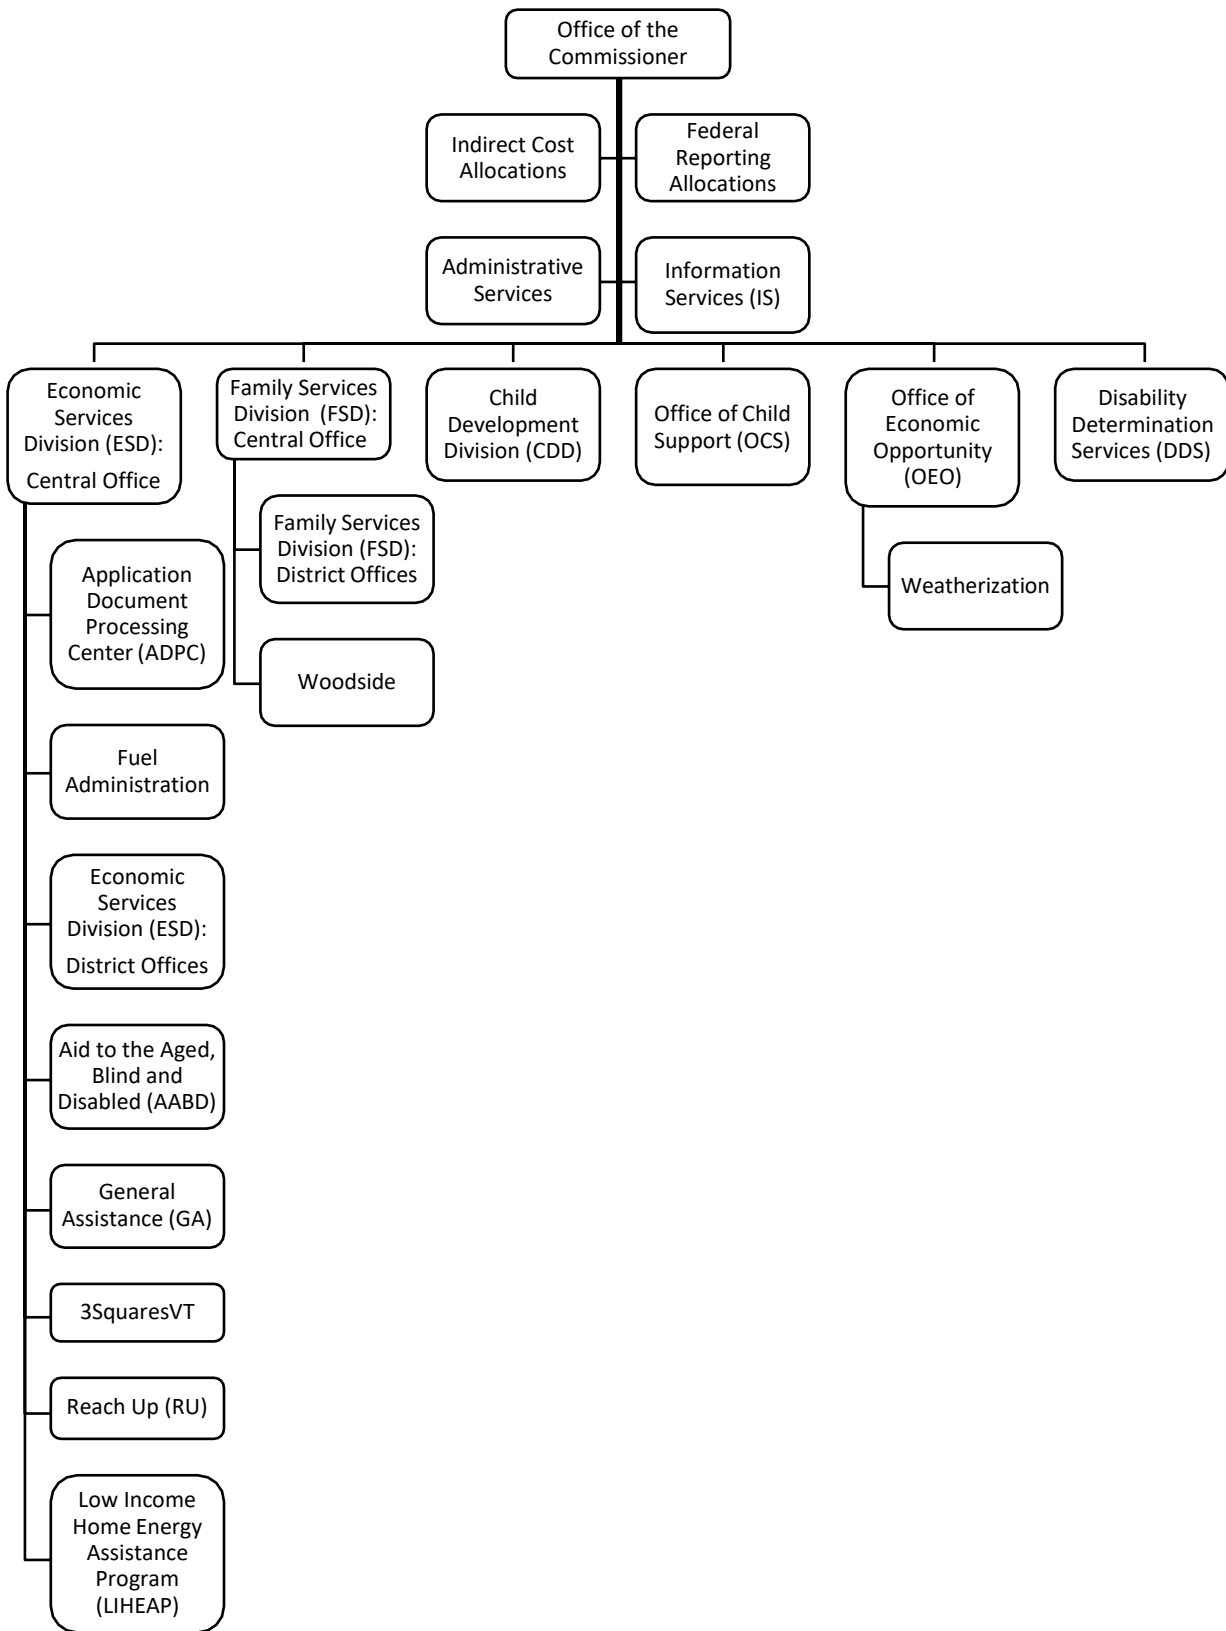 Office of the
Commissioner
Indirect Cost
Allocations
Federal
Reporting
Allocations
Administrative
Services
Information
Services (IS)
Economic
Services
Division (ESD):
Central Office
Family Services
Division (FSD):
Central Office
Child
Development
Division (CDD)
Office of Child
Support (OCS)
Office of
Economic
Opportunity
(OEO)
Disability
Determination
Services (DDS)
Application
Document
Processing
Center (ADPC)
Fuel
Administration
Economic
Services
Division (ESD):
District Offices
Aid to the Aged,
Blind and
Disabled (AABD)
General
Assistance (GA)
3SquaresVT
Reach Up (RU)
Low Income
Home Energy
Assistance
Program
(LIHEAP)
Family Services
Division (FSD):
District Offices
Woodside
Weatherization